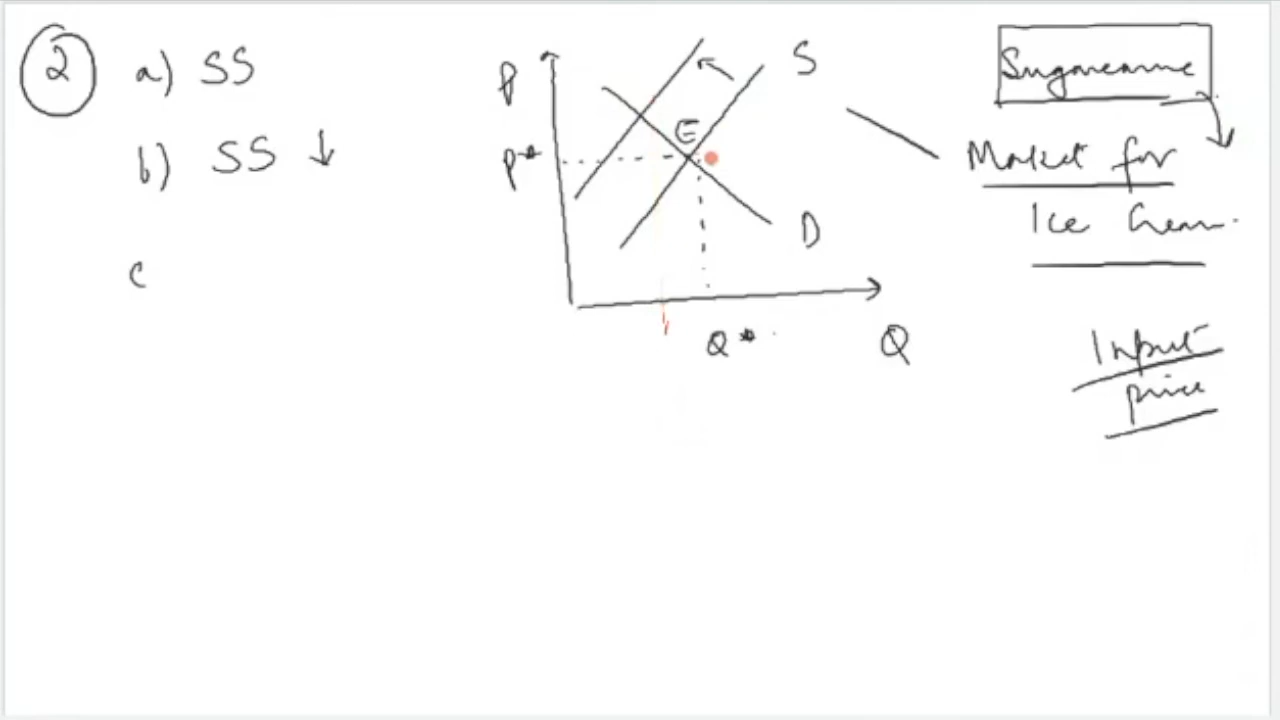 2
a) SS
b) SS ↓
c
P
P*
E
S
D
Q*
Q
Sugarcane
Market for
Ice Cream
Input
price